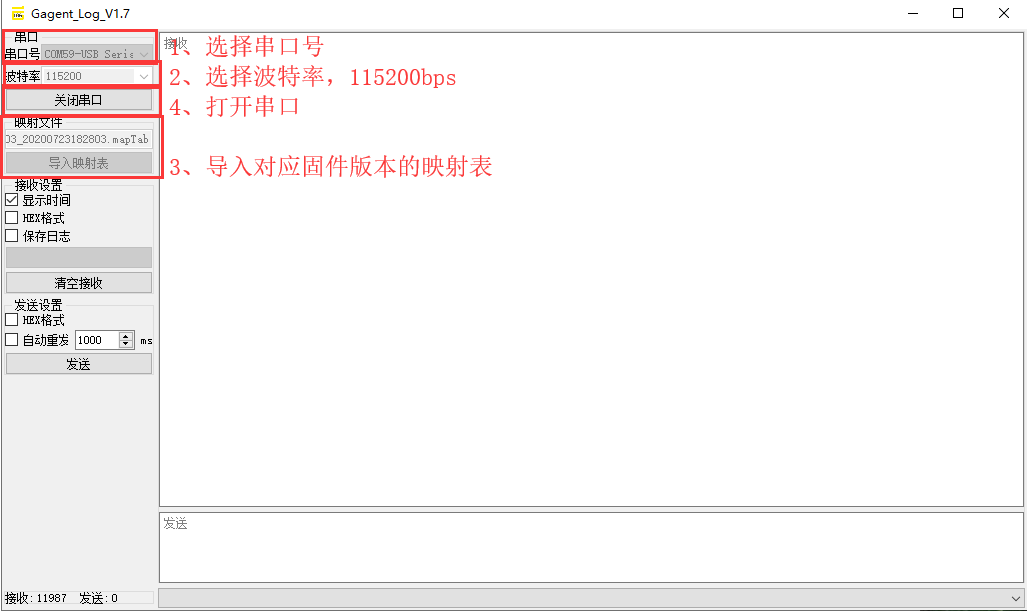 Gagent_Log_V1.7
串口
串口号 COM59-USB Seri
波特率 115200
关闭串口
映射文件
03_20200723182803.mapTab
导入映射表
接收设置
显示时间
HEX格式
保存日志
清空接收
发送设置
HEX格式
自动重发 1000 ms
发送
接收
1、选择串口号
2、选择波特率，115200bps
4、打开串口
3、导入对应固件版本的映射表
发送
接收: 11987 发送: 0